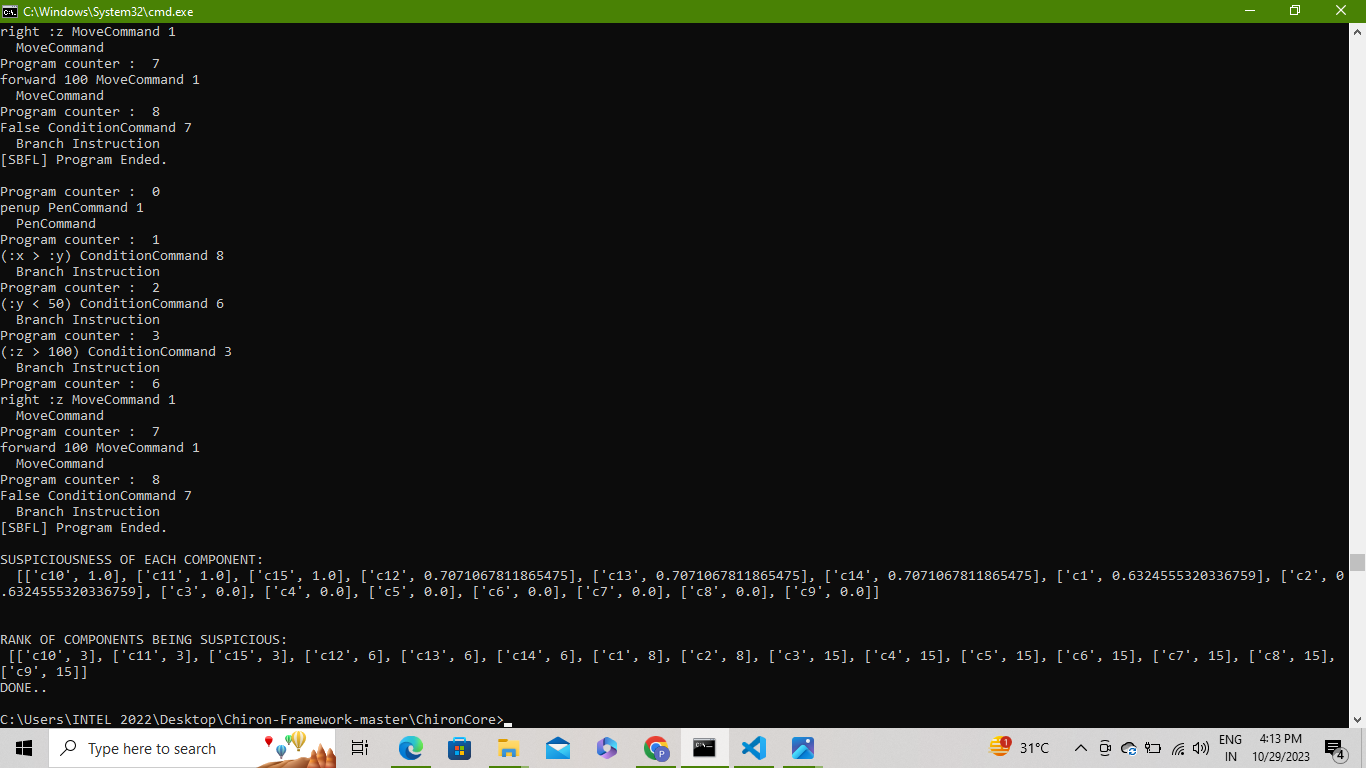 C:\Windows\System32\cmd.exe
right :z MoveCommand 1
  MoveCommand
Program counter :  7
forward 100 MoveCommand 1
  MoveCommand
Program counter :  8
False ConditionCommand 7
  Branch Instruction
[SBFL] Program Ended.

Program counter :  0
penup PenCommand 1
  PenCommand
Program counter :  1
(:x > :y) ConditionCommand 8
  Branch Instruction
Program counter :  2
(:y < 50) ConditionCommand 6
  Branch Instruction
Program counter :  3
(:z > 100) ConditionCommand 3
  Branch Instruction
Program counter :  6
right :z MoveCommand 1
  MoveCommand
Program counter :  7
forward 100 MoveCommand 1
  MoveCommand
Program counter :  8
False ConditionCommand 7
  Branch Instruction
[SBFL] Program Ended.

SUSPICIOUSNESS OF EACH COMPONENT:
  [['c10', 1.0], ['c11', 1.0], ['c15', 1.0], ['c12', 0.7071067811865475], ['c13', 0.7071067811865475], ['c14', 0.7071067811865475], ['c1', 0.6324555320336759], ['c2', 0
.6324555320336759], ['c3', 0.0], ['c4', 0.0], ['c5', 0.0], ['c6', 0.0], ['c7', 0.0], ['c8', 0.0], ['c9', 0.0]]

RANK OF COMPONENTS BEING SUSPICIOUS:
 [['c10', 3], ['c11', 3], ['c15', 3], ['c12', 6], ['c13', 6], ['c14', 6], ['c1', 8], ['c2', 8], ['c3', 15], ['c4', 15], ['c5', 15], ['c6', 15], ['c7', 15], ['c8', 15],
['c9', 15]]
DONE..

C:\Users\INTEL 2022\Desktop\Chiron-Framework-master\ChironCore>
Type here to search
P
1
31°C
ENG
IN
4:13 PM
10/29/2023
4